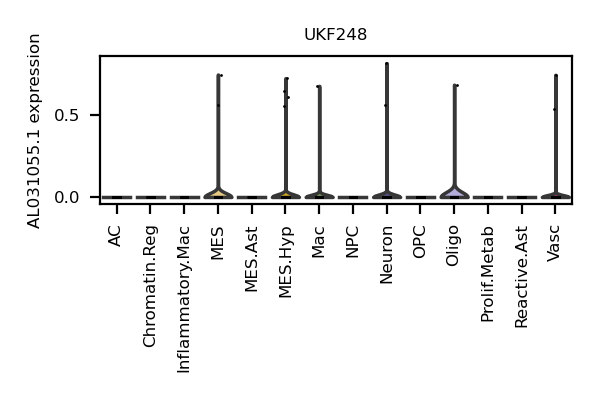 UKF248
AL031055.1 expression
0.5
0.0
AC
Chromatin.Reg
Inflammatory.Mac
MES
MES.Ast
MES.Hyp
Mac
NPC
Neuron
OPC
Oligo
Prolif.Metab
Reactive.Ast
Vasc